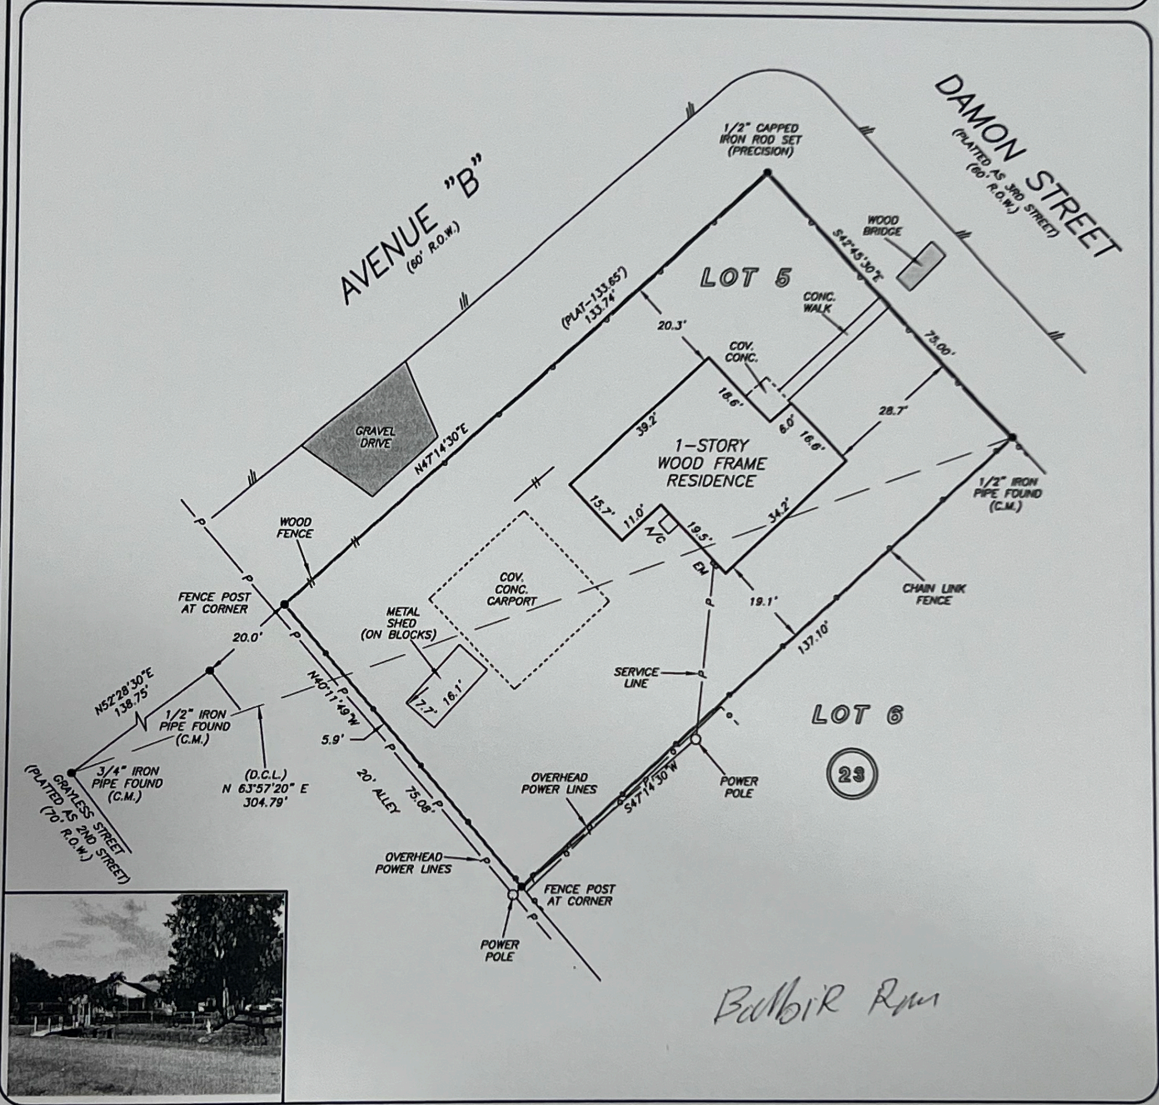 DAMON STREET
(PLATTED AS 3RD STREET)
(60' R.O.W.)
AVENUE "B"
(60' R.O.W.)
1/2" CAPPED
IRON ROD SET
(PRECISION)
WOOD
BRIDGE
S42°45'30"E
75.00'
LOT 5
CONC.
WALK
(PLAT-133.65')
133.74'
20.3'
COV.
CONC.
18.6'
6.0'
16.6'
28.7'
39.2'
1-STORY
WOOD FRAME
RESIDENCE
GRAVEL
DRIVE
N47°14'30"E
15.7'
11.0'
A/C
19.5'
34.2'
EM
1/2" IRON
PIPE FOUND
(C.M.)
WOOD
FENCE
FENCE POST
AT CORNER
COV.
CONC.
CARPORT
CHAIN LINK
FENCE
METAL
SHED
(ON BLOCKS)
7.7'
16.1'
P
19.1'
137.10'
20.0'
SERVICE
LINE
N52°28'30"E
138.75'
1/2" IRON
PIPE FOUND
(C.M.)
N40°11'49"W
75.08'
5.9'
LOT 6
23
3/4" IRON
PIPE FOUND
(C.M.)
(D.C.L.)
N 63°57'20" E
304.79'
20' ALLEY
OVERHEAD
POWER LINES
S47°14'30"W
POWER
POLE
GRAYLESS STREET
(PLATTED AS 2ND STREET)
(70' R.O.W.)
OVERHEAD
POWER LINES
FENCE POST
AT CORNER
POWER
POLE